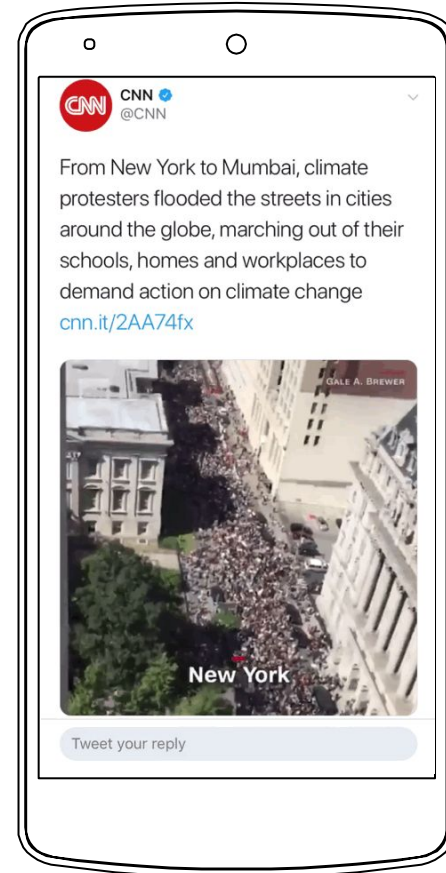 CNN
CNN
@CNN
From New York to Mumbai, climate
protesters flooded the streets in cities
around the globe, marching out of their
schools, homes and workplaces to
demand action on climate change
cnn.it/2AA74fx
GALE A. BREWER
New York
Tweet your reply